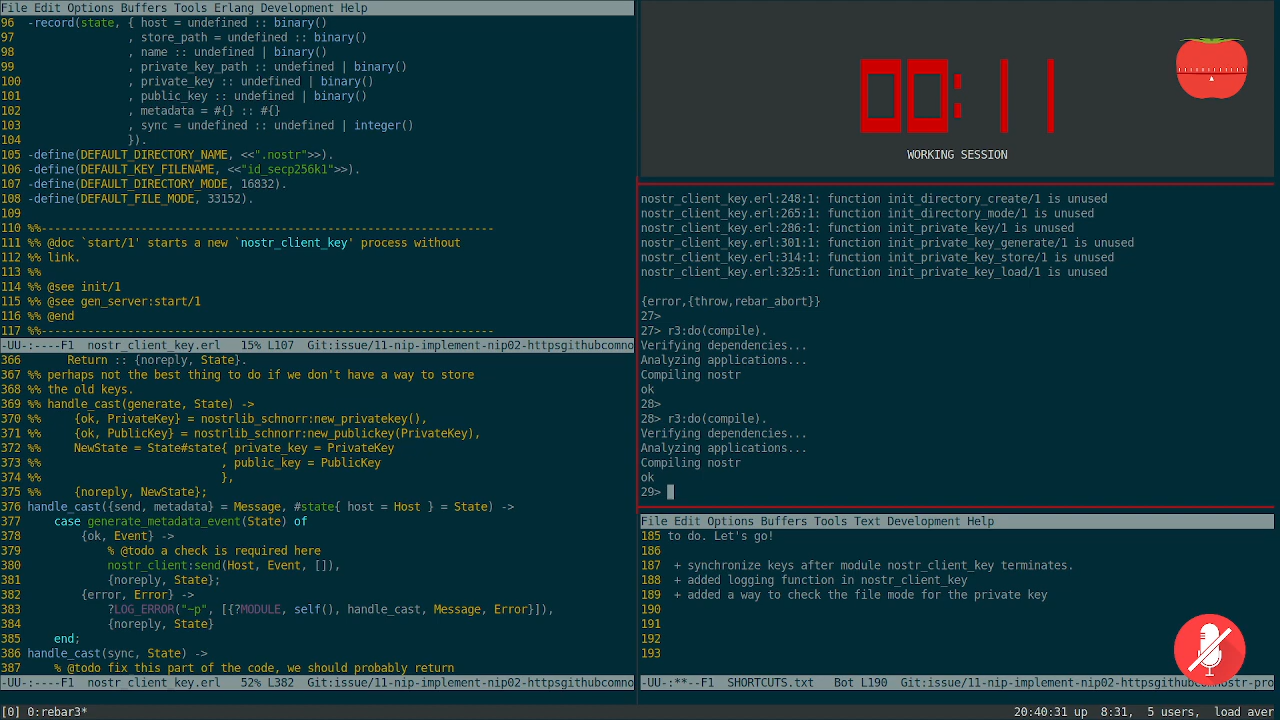 File Edit Options Buffers Tools Erlang Development Help
96 -record(state, { host = undefined :: binary()
97 , store_path = undefined :: binary()
98 , name :: undefined | binary()
99 , private_key_path :: undefined | binary()
100 , private_key :: undefined | binary()
101 , public_key :: undefined | binary()
102 , metadata = #{} :: #{}
103 , sync = undefined :: undefined | integer()
104 }).
105 -define(DEFAULT_DIRECTORY_NAME, <<".nostr">>).
106 -define(DEFAULT_KEY_FILENAME, <<"id_secp256k1">>).
107 -define(DEFAULT_DIRECTORY_MODE, 16832).
108 -define(DEFAULT_FILE_MODE, 33152).
109
110 %%--------------------------------------------------------------------
111 %% @doc `start/1' starts a new `nostr_client_key' process without
112 %% link.
113 %%
114 %% @see init/1
115 %% @see gen_server:start/1
116 %% @end
117 %%--------------------------------------------------------------------
-UU-:----F1 nostr_client_key.erl 15% L107 Git:issue/11-nip-implement-nip02-httpsgithubcomno
366 Return :: {noreply, State}.
367 %% perhaps not the best thing to do if we don't have a way to store
368 %% the old keys.
369 %% handle_cast(generate, State) ->
370 %% {ok, PrivateKey} = nostrlib_schnorr:new_privatekey(),
371 %% {ok, PublicKey} = nostrlib_schnorr:new_publickey(PrivateKey),
372 %% NewState = State#state{ private_key = PrivateKey
373 %% , public_key = PublicKey
374 %% },
375 %% {noreply, NewState};
376 handle_cast({send, metadata} = Message, #state{ host = Host } = State) ->
377 case generate_metadata_event(State) of
378 {ok, Event} ->
379 % @todo a check is required here
380 nostr_client:send(Host, Event, []),
381 {noreply, State};
382 {error, Error} ->
383 ?LOG_ERROR("~p", [{?MODULE, self(), handle_cast, Message, Error}]),
384 {noreply, State}
385 end;
386 handle_cast(sync, State) ->
387 % @todo fix this part of the code, we should probably return
-UU-:----F1 nostr_client_key.erl 52% L382 Git:issue/11-nip-implement-nip02-httpsgithubcomno
00:11
WORKING SESSION
nostr_client_key.erl:248:1: function init_directory_create/1 is unused
nostr_client_key.erl:265:1: function init_directory_mode/1 is unused
nostr_client_key.erl:286:1: function init_private_key/1 is unused
nostr_client_key.erl:301:1: function init_private_key_generate/1 is unused
nostr_client_key.erl:314:1: function init_private_key_store/1 is unused
nostr_client_key.erl:325:1: function init_private_key_load/1 is unused
{error,{throw,rebar_abort}}
27>
27> r3:do(compile).
Verifying dependencies...
Analyzing applications...
Compiling nostr
ok
28>
28> r3:do(compile).
Verifying dependencies...
Analyzing applications...
Compiling nostr
ok
29>
File Edit Options Buffers Tools Text Development Help
185 to do. Let's go!
186
187 + synchronize keys after module nostr_client_key terminates.
188 + added logging function in nostr_client_key
189 + added a way to check the file mode for the private key
190
191
192
193
-UU-:**--F1 SHORTCUTS.txt Bot L190 Git:issue/11-nip-implement-nip02-httpsgithubcomnostr-pro
[0] 0:rebar3* 20:40:31 up 8:31, 5 users, load aver